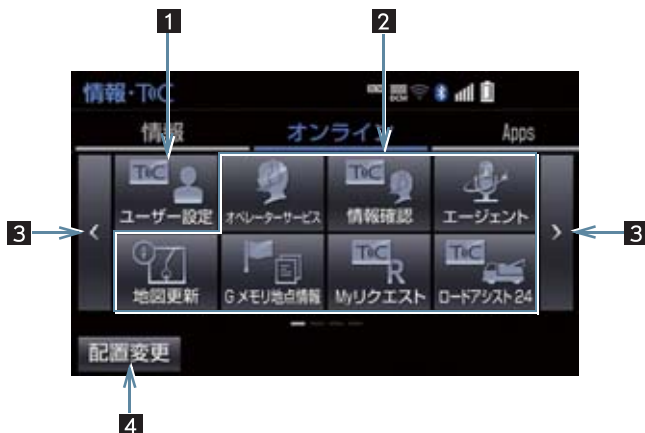 1 2
情報・T
DCM
情報 オンライン Apps
T C T C
ユーザー設定 オペレーターサービス 情報確認 エージェント
3 < > 3
T C T C
地図更新 Gメモリ地点情報 Myリクエスト ロードアシスト24
配置変更
4